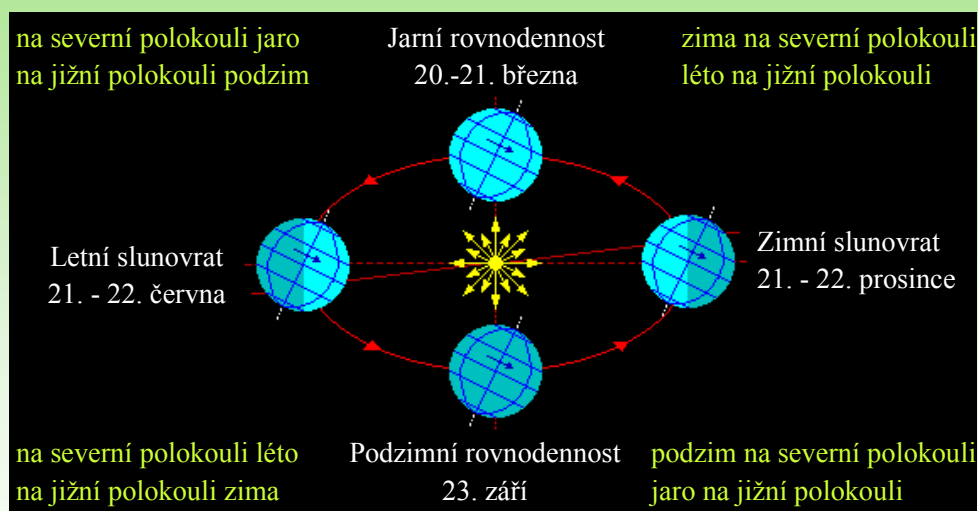 na severní polokouli jaro
na jižní polokouli podzim
Jarní rovnodennost
20.-21. března
zima na severní polokouli
léto na jižní polokouli
Letní slunovrat
21. - 22. června
Zimní slunovrat
21. - 22. prosince
na severní polokouli léto
na jižní polokouli zima
Podzimní rovnodennost
23. září
podzim na severní polokouli
jaro na jižní polokouli